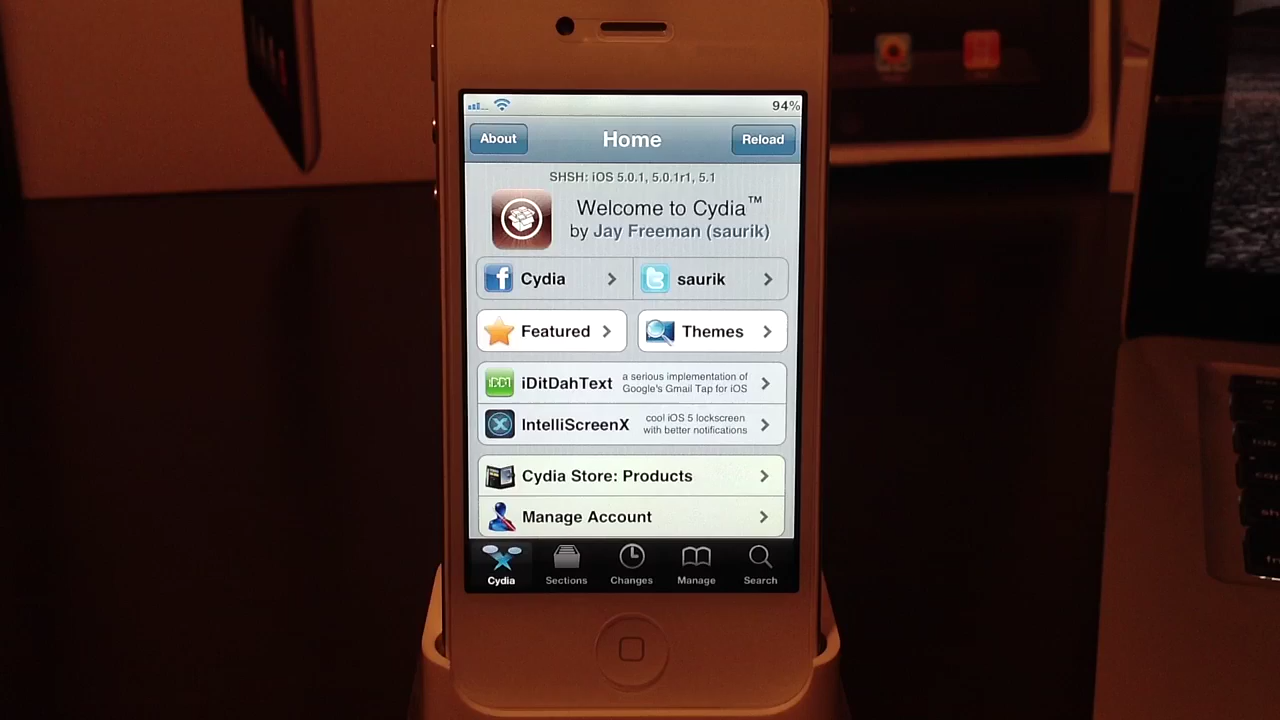 94%
About
Home
Reload
SHSH: iOS 5.0.1, 5.0.1r1, 5.1
Welcome to Cydia™
by Jay Freeman (saurik)
Cydia
saurik
Featured
Themes
iDitDahText
a serious implementation of
Google's Gmail Tap for iOS
IntelliScreenX
cool iOS 5 lockscreen
with better notifications
Cydia Store: Products
Manage Account
Cydia
Sections
Changes
Manage
Search